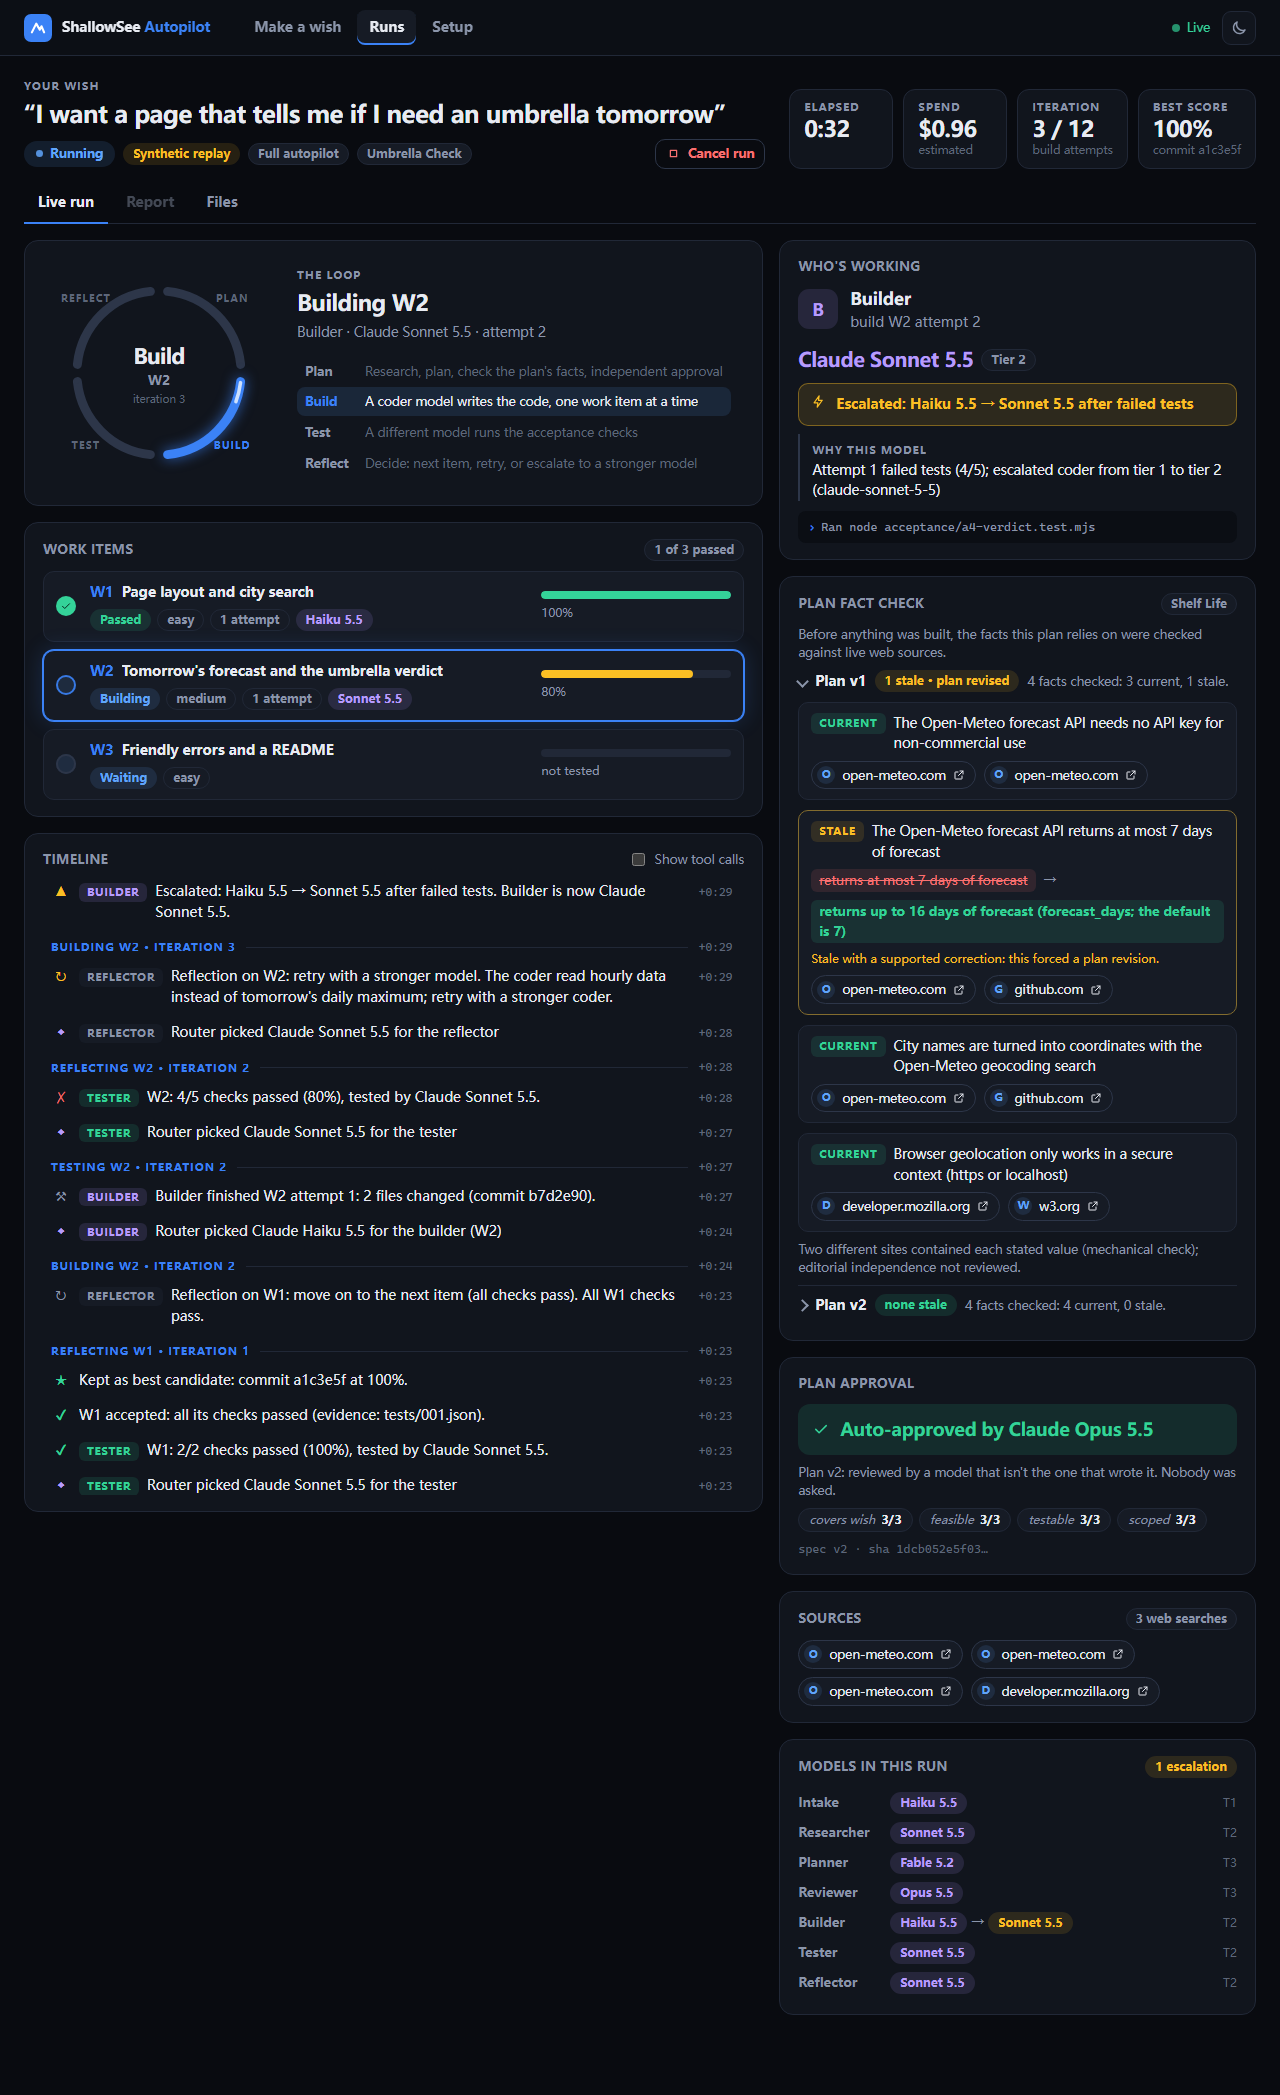 ShallowSee Autopilot
Make a wish
Runs
Setup
Live
YOUR WISH
“I want a page that tells me if I need an umbrella tomorrow”
Running
Synthetic replay
Full autopilot
Umbrella Check
Cancel run
ELAPSED
0:32
SPEND
$0.96
estimated
ITERATION
3 / 12
build attempts
BEST SCORE
100%
commit a1c3e5f
Live run
Report
Files
REFLECT
PLAN
TEST
BUILD
Build
W2
iteration 3
THE LOOP
Building W2
Builder · Claude Sonnet 5.5 · attempt 2
Plan Research, plan, check the plan's facts, independent approval
Build A coder model writes the code, one work item at a time
Test A different model runs the acceptance checks
Reflect Decide: next item, retry, or escalate to a stronger model
WORK ITEMS
1 of 3 passed
W1 Page layout and city search
Passed easy 1 attempt Haiku 5.5
100%
W2 Tomorrow's forecast and the umbrella verdict
Building medium 1 attempt Sonnet 5.5
80%
W3 Friendly errors and a README
Waiting easy
not tested
TIMELINE
Show tool calls
BUILDER Escalated: Haiku 5.5 → Sonnet 5.5 after failed tests. Builder is now Claude +0:29
Sonnet 5.5.
BUILDING W2 • ITERATION 3 +0:29
REFLECTOR Reflection on W2: retry with a stronger model. The coder read hourly data +0:29
instead of tomorrow's daily maximum; retry with a stronger coder.
REFLECTOR Router picked Claude Sonnet 5.5 for the reflector +0:28
REFLECTING W2 • ITERATION 2 +0:28
TESTER W2: 4/5 checks passed (80%), tested by Claude Sonnet 5.5. +0:28
TESTER Router picked Claude Sonnet 5.5 for the tester +0:27
TESTING W2 • ITERATION 2 +0:27
BUILDER Builder finished W2 attempt 1: 2 files changed (commit b7d2e90). +0:27
BUILDER Router picked Claude Haiku 5.5 for the builder (W2) +0:24
BUILDING W2 • ITERATION 2 +0:24
REFLECTOR Reflection on W1: move on to the next item (all checks pass). All W1 checks +0:23
pass.
REFLECTING W1 • ITERATION 1 +0:23
Kept as best candidate: commit a1c3e5f at 100%. +0:23
W1 accepted: all its checks passed (evidence: tests/001.json). +0:23
TESTER W1: 2/2 checks passed (100%), tested by Claude Sonnet 5.5. +0:23
TESTER Router picked Claude Sonnet 5.5 for the tester +0:23
WHO'S WORKING
B
Builder
build W2 attempt 2
Claude Sonnet 5.5 Tier 2
Escalated: Haiku 5.5 → Sonnet 5.5 after failed tests
WHY THIS MODEL
Attempt 1 failed tests (4/5); escalated coder from tier 1 to tier 2
(claude-sonnet-5-5)
› Ran node acceptance/a4-verdict.test.mjs
PLAN FACT CHECK
Shelf Life
Before anything was built, the facts this plan relies on were checked
against live web sources.
Plan v1 1 stale • plan revised 4 facts checked: 3 current, 1 stale.
CURRENT The Open-Meteo forecast API needs no API key for
non-commercial use
O open-meteo.com O open-meteo.com
STALE The Open-Meteo forecast API returns at most 7 days
of forecast
returns at most 7 days of forecast →
returns up to 16 days of forecast (forecast_days; the default
is 7)
Stale with a supported correction: this forced a plan revision.
O open-meteo.com G github.com
CURRENT City names are turned into coordinates with the
Open-Meteo geocoding search
O open-meteo.com G github.com
CURRENT Browser geolocation only works in a secure
context (https or localhost)
D developer.mozilla.org W w3.org
Two different sites contained each stated value (mechanical check);
editorial independence not reviewed.
Plan v2 none stale 4 facts checked: 4 current, 0 stale.
PLAN APPROVAL
Auto-approved by Claude Opus 5.5
Plan v2: reviewed by a model that isn't the one that wrote it. Nobody was
asked.
covers wish 3/3 feasible 3/3 testable 3/3 scoped 3/3
spec v2 · sha 1dcb052e5f03…
SOURCES
3 web searches
O open-meteo.com O open-meteo.com
O open-meteo.com D developer.mozilla.org
MODELS IN THIS RUN
1 escalation
Intake Haiku 5.5 T1
Researcher Sonnet 5.5 T2
Planner Fable 5.2 T3
Reviewer Opus 5.5 T3
Builder Haiku 5.5 → Sonnet 5.5 T2
Tester Sonnet 5.5 T2
Reflector Sonnet 5.5 T2